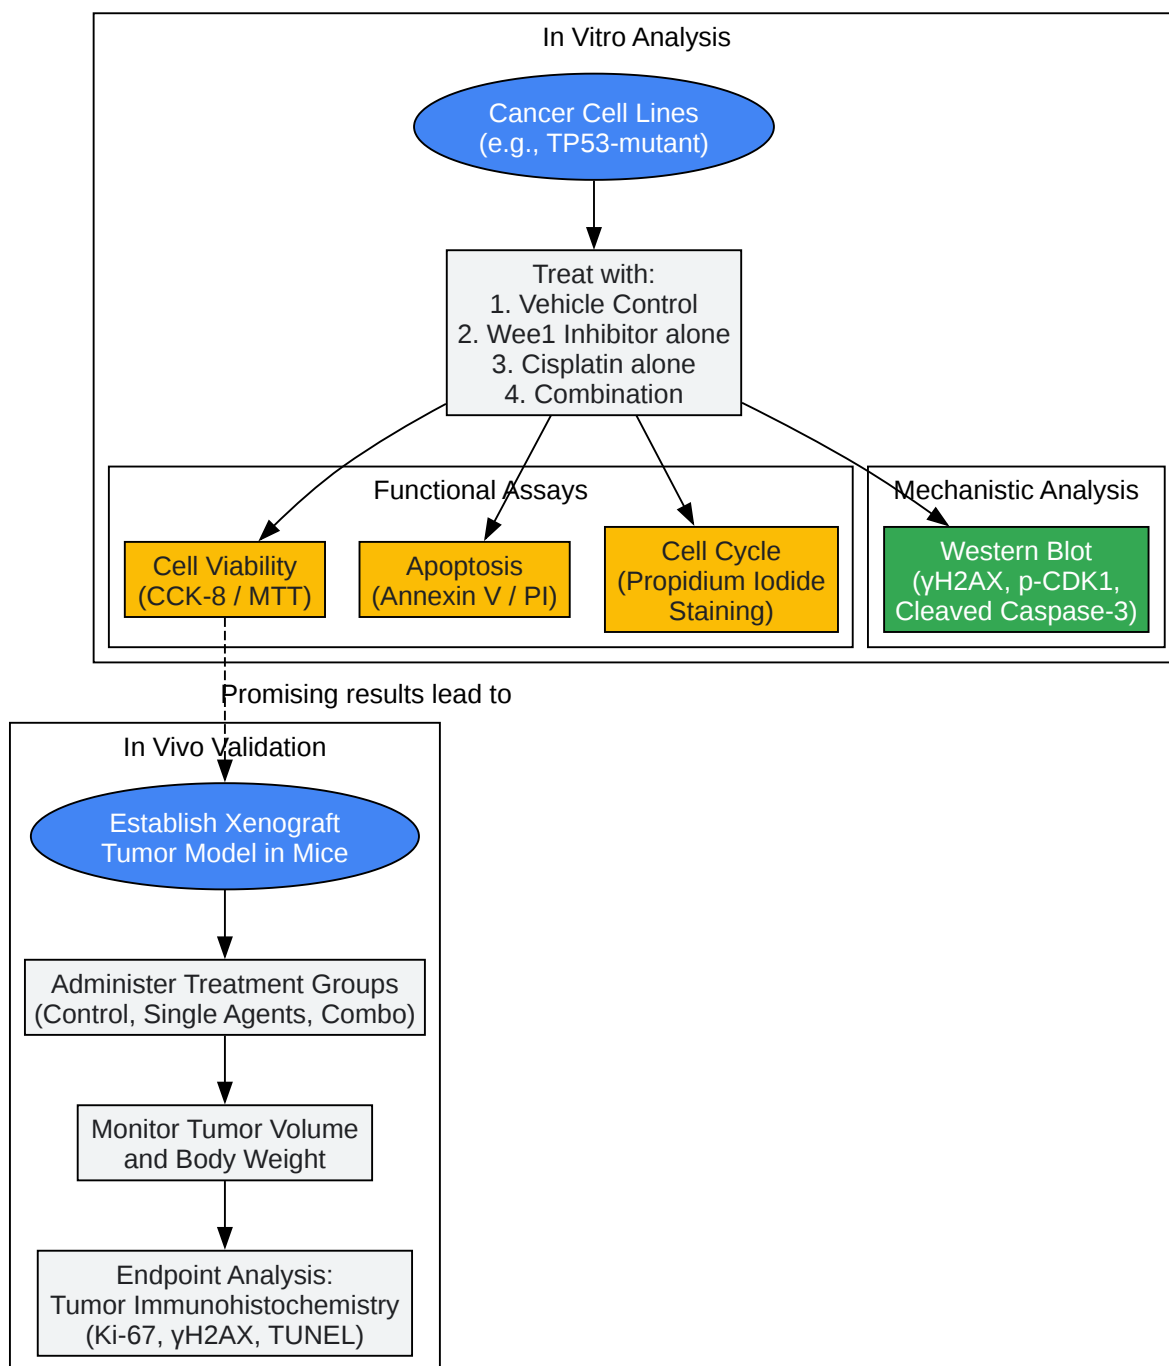 In Vitro Analysis
Cancer Cell Lines
(e.g., TP53-mutant)
Treat with:
1. Vehicle Control
2. Wee1 Inhibitor alone
3. Cisplatin alone
4. Combination
Functional Assays
Mechanistic Analysis
Cell Viability
(CCK-8 / MTT)
Apoptosis
(Annexin V / PI)
Cell Cycle
(Propidium Iodide
Staining)
Western Blot
(γH2AX, p-CDK1,
Cleaved Caspase-3)
Promising results lead to
In Vivo Validation
Establish Xenograft
Tumor Model in Mice
Administer Treatment Groups
(Control, Single Agents, Combo)
Monitor Tumor Volume
and Body Weight
Endpoint Analysis:
Tumor Immunohistochemistry
(Ki-67, γH2AX, TUNEL)